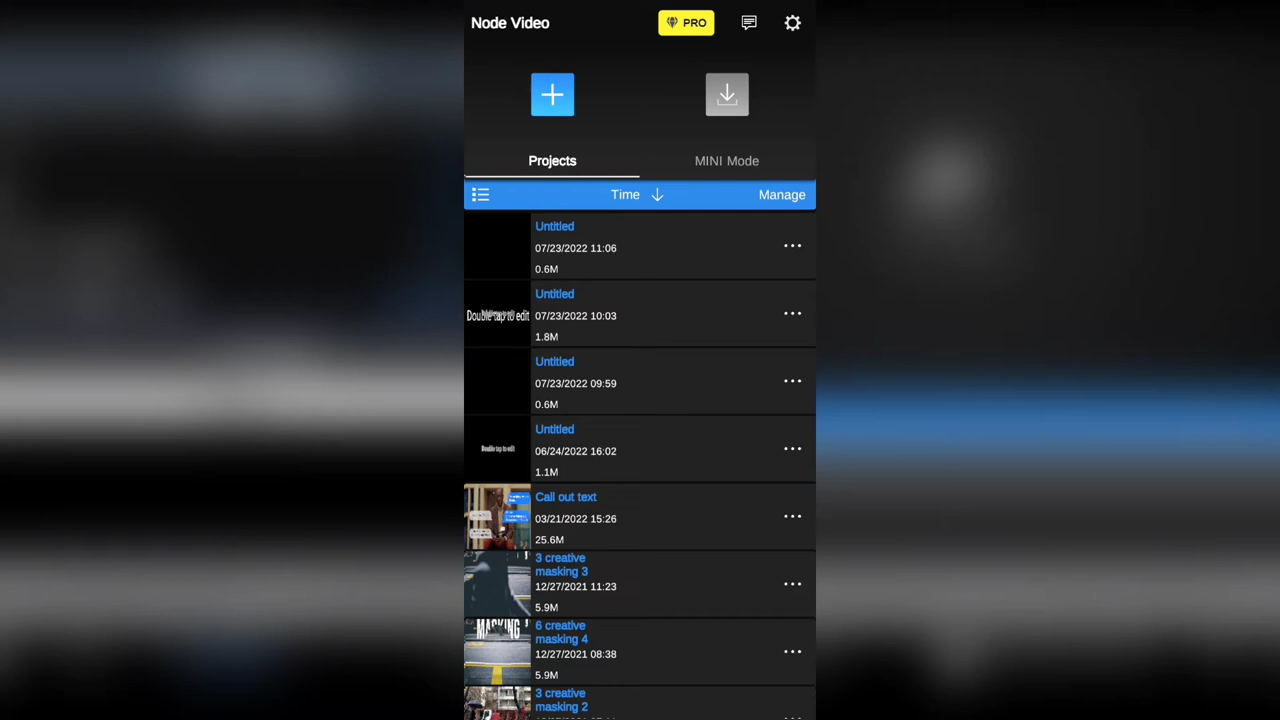 Node Video
PRO
Projects
MINI Mode
Time
Manage
Untitled
07/23/2022 11:06
0.6M
Double tap to edit
Untitled
07/23/2022 10:03
1.8M
Untitled
07/23/2022 09:59
0.6M
Double tap to edit
Untitled
06/24/2022 16:02
1.1M
Call out text
03/21/2022 15:26
25.6M
3 creative
masking 3
12/27/2021 11:23
5.9M
MASKING
6 creative
masking 4
12/27/2021 08:38
5.9M
3 creative
masking 2